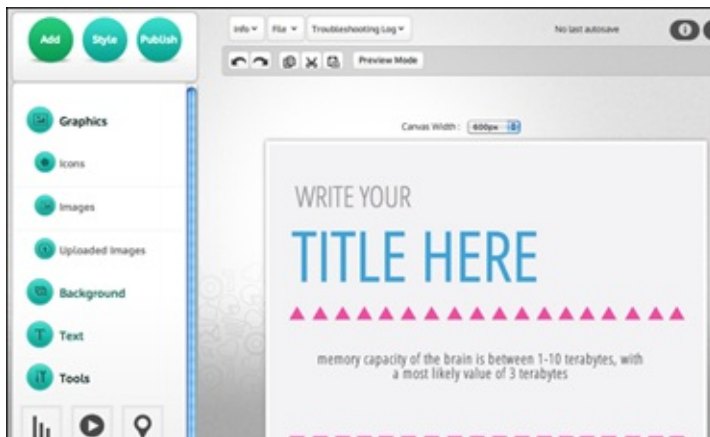 Add Style Publish
Info File Troubleshooting Log No last autosave
Preview Mode
Canvas Width : 600px
Graphics
Icons
Images
Uploaded Images
Background
Text
Tools
WRITE YOUR
TITLE HERE
memory capacity of the brain is between 1-10 terabytes, with
a most likely value of 3 terabytes